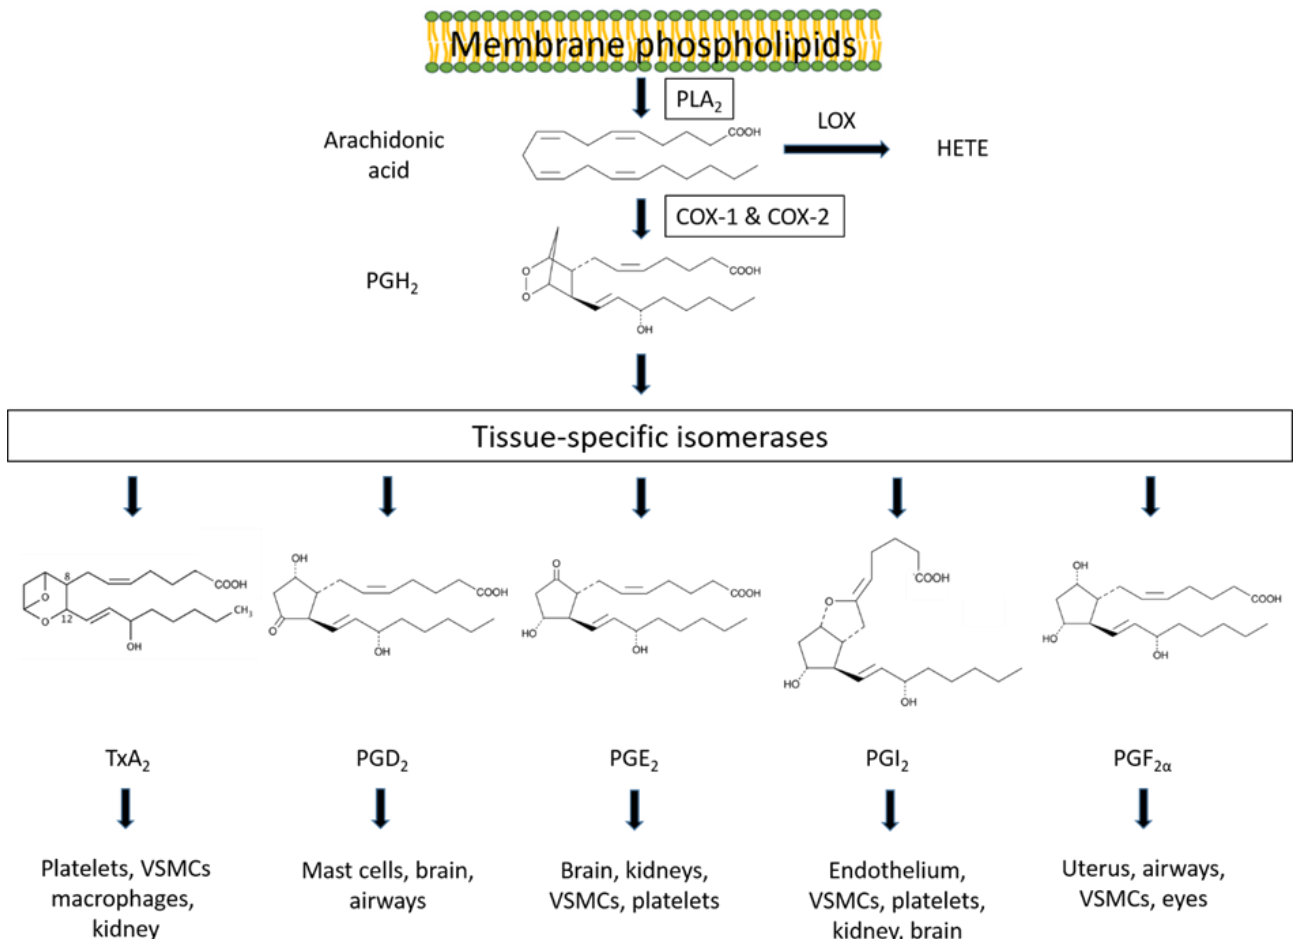 Membrane phospholipids
PLA₂
Arachidonic
acid
COOH
LOX
HETE
COX-1 & COX-2
PGH₂
O
O
COOH
OH
Tissue-specific isomerases
8
COOH
O
O
12
CH₃
OH
OH
COOH
O
OH
O
COOH
HO
OH
COOH
O
HO
OH
OH
COOH
HO
OH
TxA₂
PGD₂
PGE₂
PGI₂
PGF₂α
Platelets, VSMCs
macrophages,
kidney
Mast cells, brain,
airways
Brain, kidneys,
VSMCs, platelets
Endothelium,
VSMCs, platelets,
kidney, brain
Uterus, airways,
VSMCs, eyes